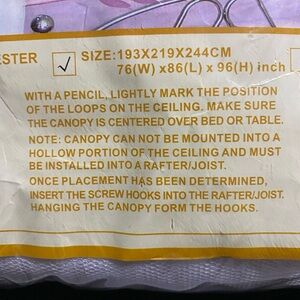 ESTER ✓ SIZE:193X219X244CM
76(W) x86(L) x 96(H) inch
WITH A PENCIL, LIGHTLY MARK THE POSITION
OF THE LOOPS ON THE CEILING. MAKE SURE
THE CANOPY IS CENTERED OVER BED OR TABLE.
NOTE: CANOPY CAN NOT BE MOUNTED INTO A
HOLLOW PORTION OF THE CEILING AND MUST
BE INSTALLED INTO A RAFTER/JOIST.
ONCE PLACEMENT HAS BEEN DETERMINED,
INSERT THE SCREW HOOKS INTO THE RAFTER/JOIST.
HANGING THE CANOPY FORM THE HOOKS.